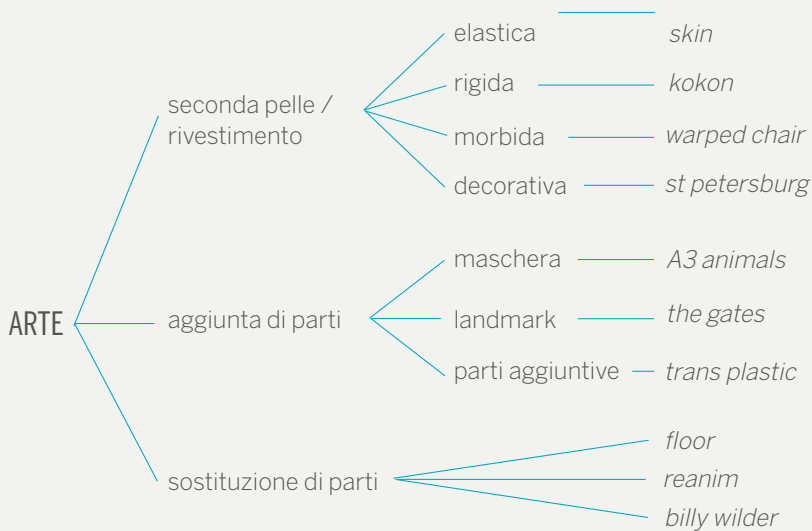 elastica
skin
rigida
kokon
seconda pelle /
rivestimento
morbida
warped chair
decorativa
st petersburg
maschera
A3 animals
ARTE
aggiunta di parti
landmark
the gates
parti aggiuntive
trans plastic
floor
sostituzione di parti
reanim
billy wilder